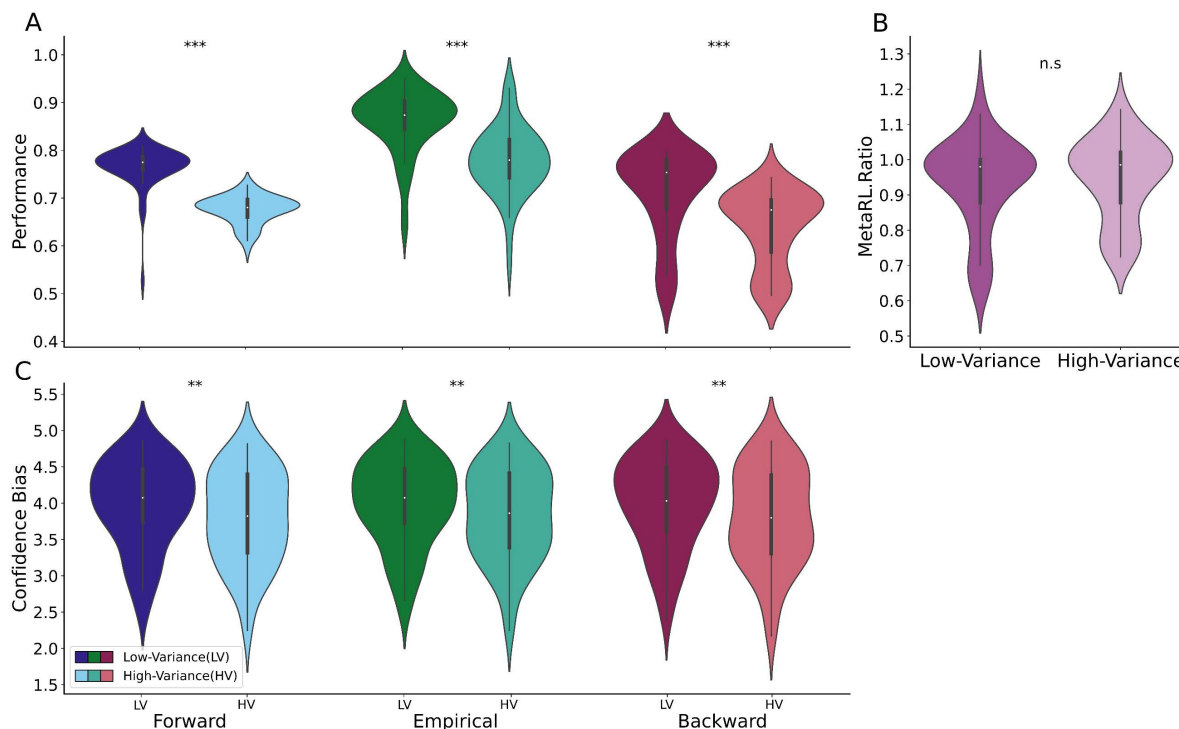 A
Performance
1.0
0.9
0.8
0.7
0.6
0.5
0.4
***
***
***
B
MetaRL.Ratio
1.3
1.2
1.1
1.0
0.9
0.8
0.7
0.6
0.5
n.s
Low-Variance
High-Variance
C
Confidence Bias
5.5
5.0
4.5
4.0
3.5
3.0
2.5
2.0
1.5
**
**
**
Low-Variance(LV)
High-Variance(HV)
LV HV LV HV LV HV
Forward Empirical Backward